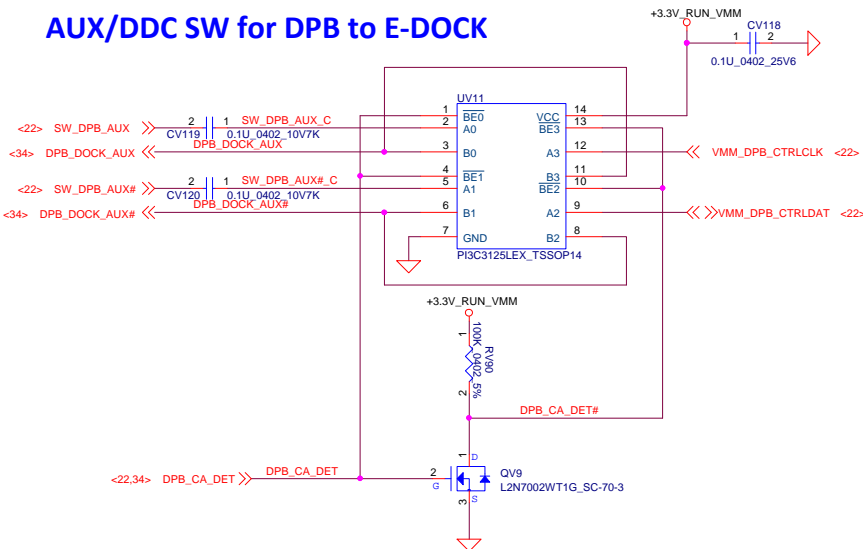 AUX/DDC SW for DPB to E-DOCK
+3.3V_RUN_VMM
CV118
1 2
0.1U_0402_25V6
UV11
<22> SW_DPB_AUX
2 1
SW_DPB_AUX_C
CV119 0.1U_0402_10V7K
1 BE0
2 A0
VCC 14
BE3 13
<34> DPB_DOCK_AUX
DPB_DOCK_AUX
3 B0
A3 12
VMM_DPB_CTRLCLK <22>
4 BE1
B3 11
<22> SW_DPB_AUX#
2 1
SW_DPB_AUX#_C
CV120 0.1U_0402_10V7K
5 A1
BE2 10
<34> DPB_DOCK_AUX#
DPB_DOCK_AUX#
6 B1
A2 9
VMM_DPB_CTRLDAT <22>
7 GND
B2 8
PI3C3125LEX_TSSOP14
+3.3V_RUN_VMM
1
RV90
100K_0402_5%
2
DPB_CA_DET#
1 D
<22,34> DPB_CA_DET
DPB_CA_DET
2
G
QV9
L2N7002WT1G_SC-70-3
S
3